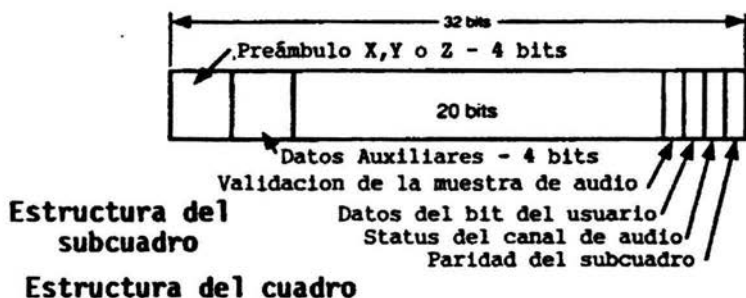 32 bits
Preámbulo X,Y o Z - 4 bits
20 bits
Datos Auxiliares - 4 bits
Validacion de la muestra de audio
Datos del bit del usuario
Status del canal de audio
Paridad del subcuadro
Estructura del
subcuadro
Estructura del cuadro